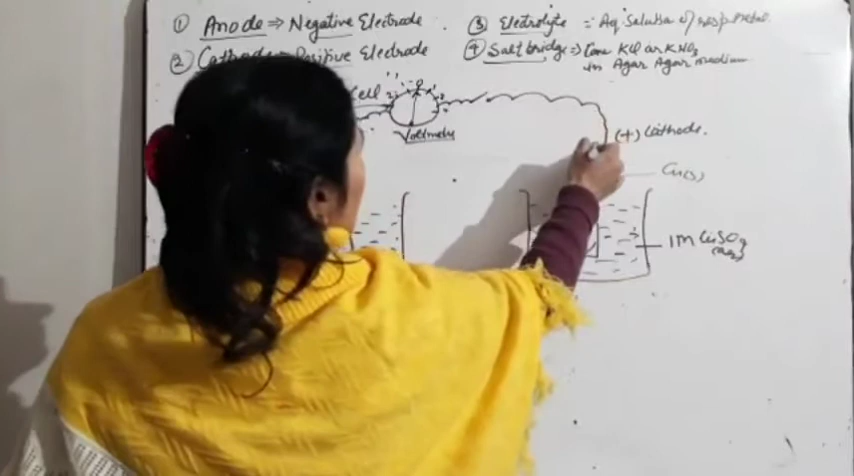 ① Anode ⇒ Negative Electrode
② Cathode ⇒ Positive Electrode
③ Electrolyte = Aq. Solution of resp. metal
④ Salt bridge ⇒ Conc KCl or KNO3
in Agar Agar medium
Cell
Voltmeter
(+) Cathode.
Cu(s)
1M CuSO4
(aq)